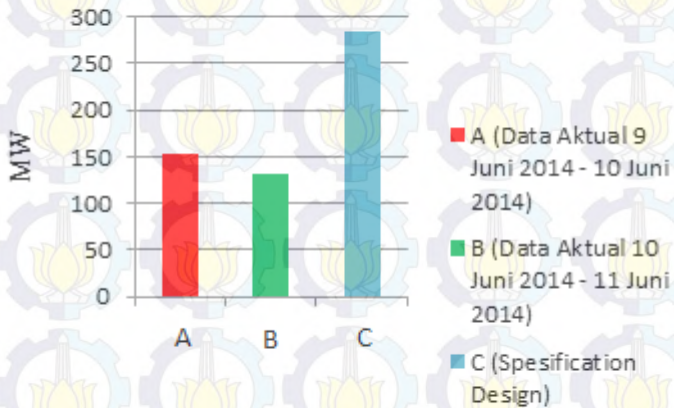 300
250
200
150
100
50
0
MW
A
B
C
A (Data Aktual 9
Juni 2014 - 10 Juni
2014)
B (Data Aktual 10
Juni 2014 - 11 Juni
2014)
C (Spesification
Design)